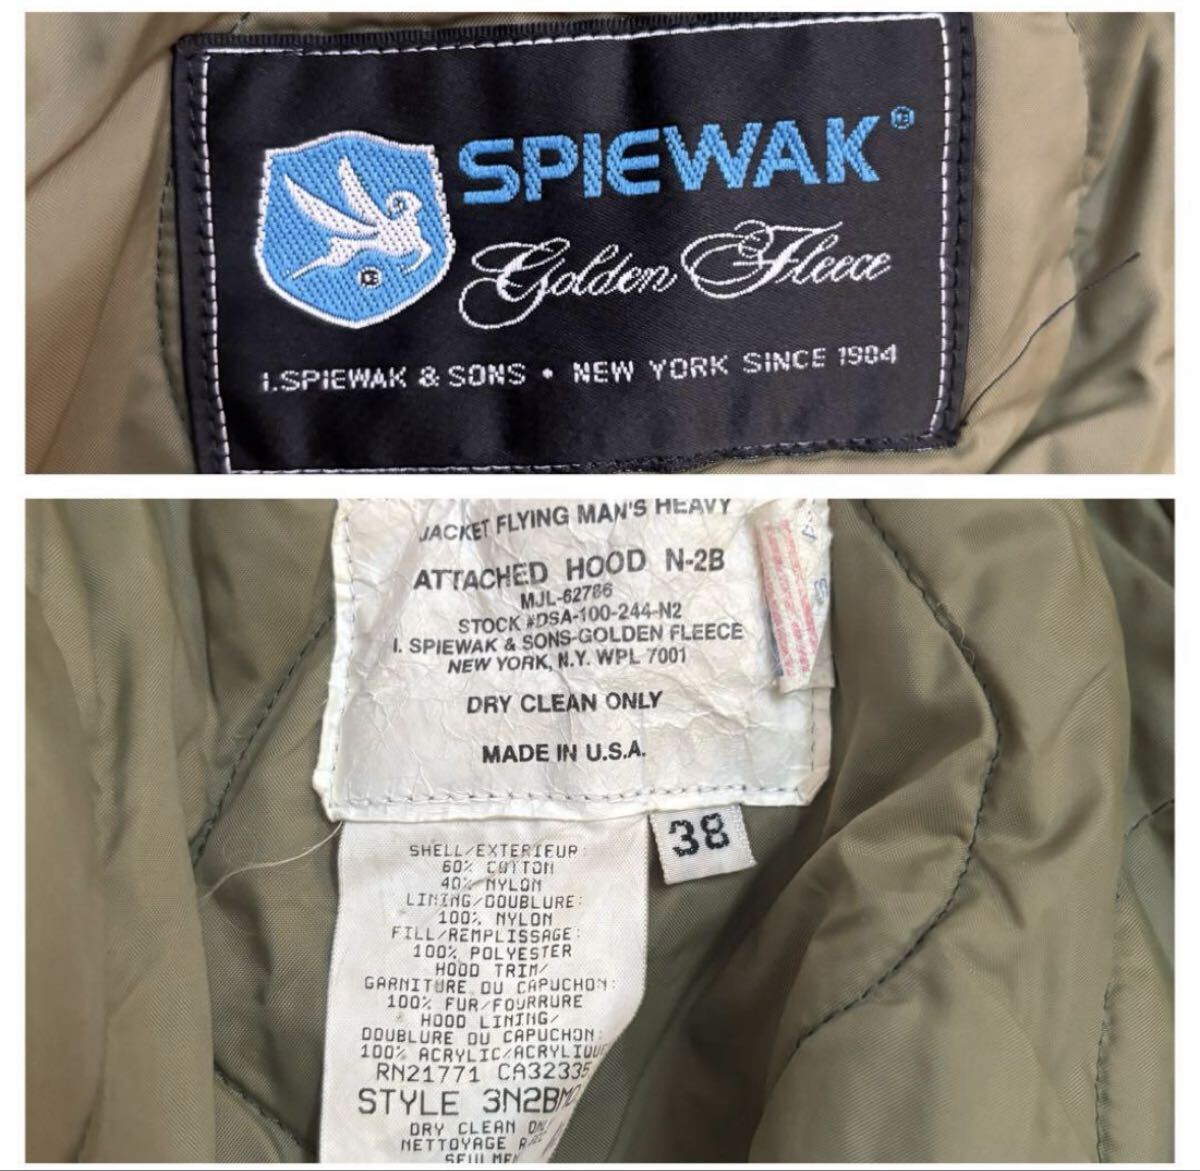 SPIEWAK®
Golden Fleece
I.SPIEWAK & SONS • NEW YORK SINCE 1904
JACKET FLYING MAN'S HEAVY
ATTACHED HOOD N-2B
MJL-62786
STOCK #DSA-100-244-N2
I. SPIEWAK & SONS-GOLDEN FLEECE
NEW YORK, N.Y. WPL 7001
DRY CLEAN ONLY
MADE IN U.S.A.
38
SHELL/EXTERIEUR:
60% COTTON
40% NYLON
LINING/DOUBLURE:
100% NYLON
FILL/REMPLISSAGE:
100% POLYESTER
HOOD TRIM/
GARNITURE DU CAPUCHON:
100% FUR/FOURRURE
HOOD LINING/
DOUBLURE DU CAPUCHON:
100% ACRYLIC/ACRYLIQUE
RN21771 CA32335
STYLE 3N2BMO
DRY CLEAN ON
NETTOYAGE A
SEULMEN